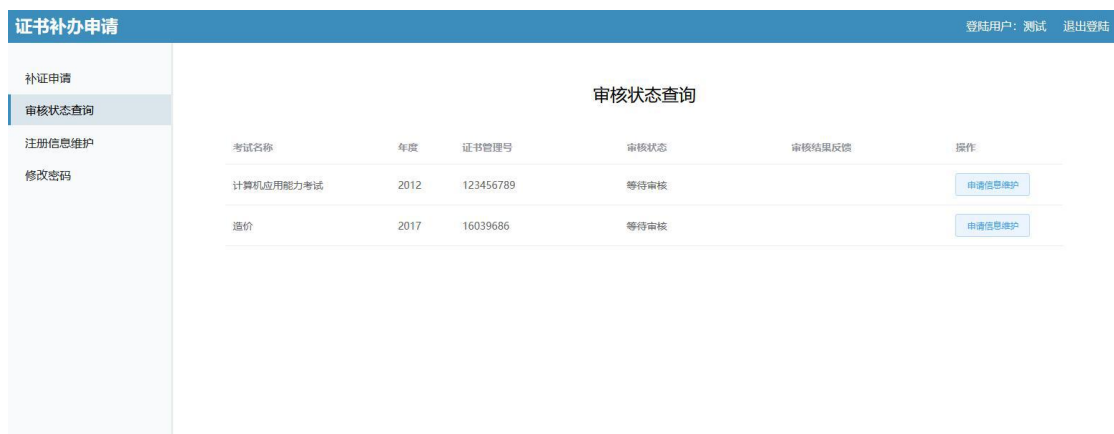 证书补办申请 登陆用户：测试 退出登陆
补证申请
审核状态查询
注册信息维护
修改密码
审核状态查询
考试名称 年度 证书管理号 审核状态 审核结果反馈 操作
计算机应用能力考试 2012 123456789 等待审核 申请信息维护
造价 2017 16039686 等待审核 申请信息维护